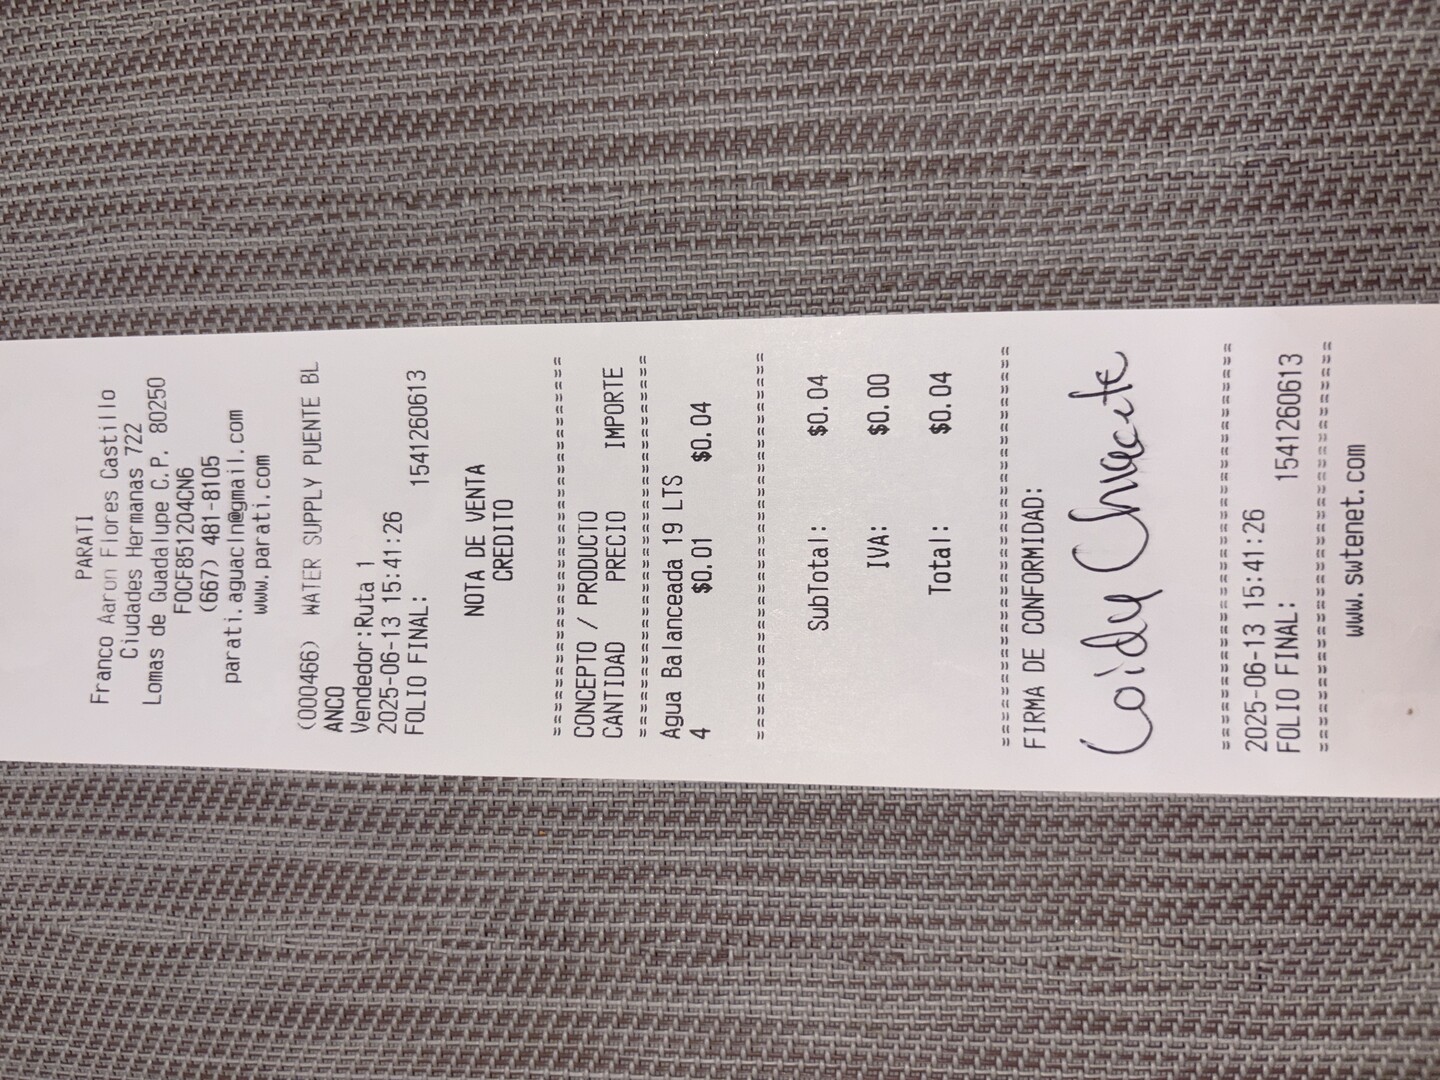 PARATI
Franco Aaron Flores Castillo
Ciudades Hermanas 722
Lomas de Guadalupe C.P. 80250
FOCF851204CN6
(667) 481-8105
parati.aguacln@gmail.com
www.parati.com
(000466) WATER SUPPLY PUENTE BL
ANCO
Vendedor:Ruta 1
2025-06-13 15:41:26
FOLIO FINAL: 1541260613
NOTA DE VENTA
CREDITO
==============================
CONCEPTO / PRODUCTO
CANTIDAD PRECIO IMPORTE
==============================
Agua Balanceada 19 LTS
4 $0.01 $0.04
==============================
SubTotal: $0.04
IVA: $0.00
Total: $0.04
==============================
FIRMA DE CONFORMIDAD:
==============================
2025-06-13 15:41:26
FOLIO FINAL: 1541260613
==============================
www.swtenet.com